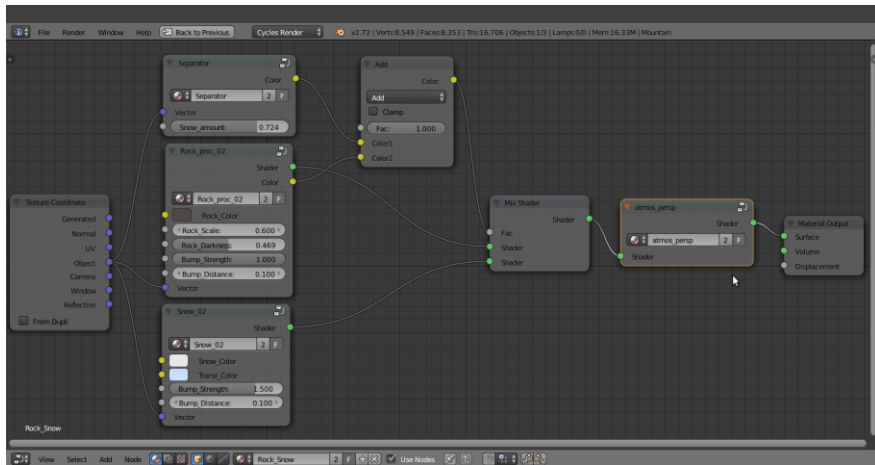 File Render Window Help Back to Previous Cycles Render v2.72 | Verts:8,549 | Faces:8,353 | Tris:16,706 | Objects:1/3 | Lamps:0/0 | Mem:16.33M | Mountain
Separator
Color
Separator 2 F
Vector
Snow_amount: 0.724
Add
Color
Add
Clamp
Fac: 1.000
Color1
Color2
Rock_proc_02
Shader
Color
Rock_proc_02 2 F
Rock_Color
Rock_Scale: 0.600
Rock_Darkness: 0.469
Bump_Strength: 1.000
Bump_Distance: 0.100
Vector
Texture Coordinate
Generated
Normal
UV
Object
Camera
Window
Reflection
From Dupli
Mix Shader
Shader
Fac
Shader
Shader
atmos_persp
Shader
atmos_persp 2 F
Shader
Material Output
Surface
Volume
Displacement
Snow_02
Shader
Snow_02 2 F
Snow_Color
Transl_Color
Bump_Strength: 1.500
Bump_Distance: 0.100
Vector
Rock_Snow
View Select Add Node Rock_Snow 2 F Use Nodes